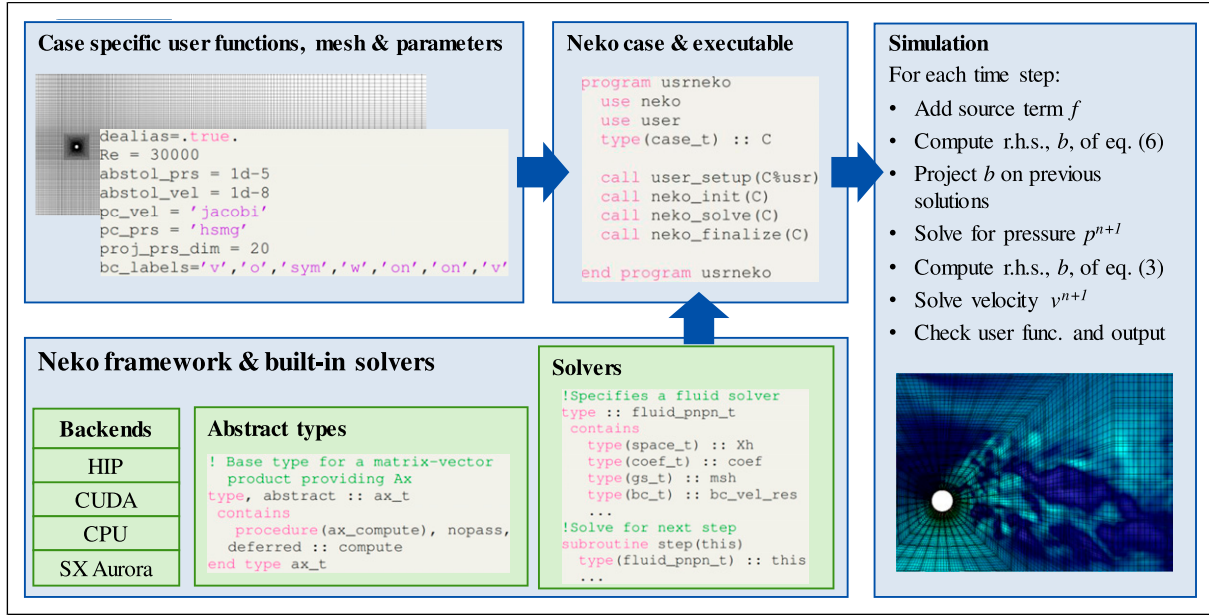 Case specific user functions, mesh & parameters
dealias=.true.
Re = 30000
abstol_prs = 1d-5
abstol_vel = 1d-8
pc_vel = 'jacobi'
pc_prs = 'hsmg'
proj_prs_dim = 20
bc_labels='v','o','sym','w','on','on','v'
Neko case & executable
program usrneko
use neko
use user
type(case_t) :: C
call user_setup(C%usr)
call neko_init(C)
call neko_solve(C)
call neko_finalize(C)
end program usrneko
Simulation
For each time step:
• Add source term f
• Compute r.h.s., b, of eq. (6)
• Project b on previous
solutions
• Solve for pressure pⁿ⁺¹
• Compute r.h.s., b, of eq. (3)
• Solve velocity vⁿ⁺¹
• Check user func. and output
Neko framework & built-in solvers
Backends
HIP
CUDA
CPU
SX Aurora
Abstract types
! Base type for a matrix-vector
product providing Ax
type, abstract :: ax_t
contains
procedure(ax_compute), nopass,
deferred :: compute
end type ax_t
Solvers
!Specifies a fluid solver
type :: fluid_pnpn_t
contains
type(space_t) :: Xh
type(coef_t) :: coef
type(gs_t) :: msh
type(bc_t) :: bc_vel_res
...
!Solve for next step
subroutine step(this)
type(fluid_pnpn_t) :: this
...